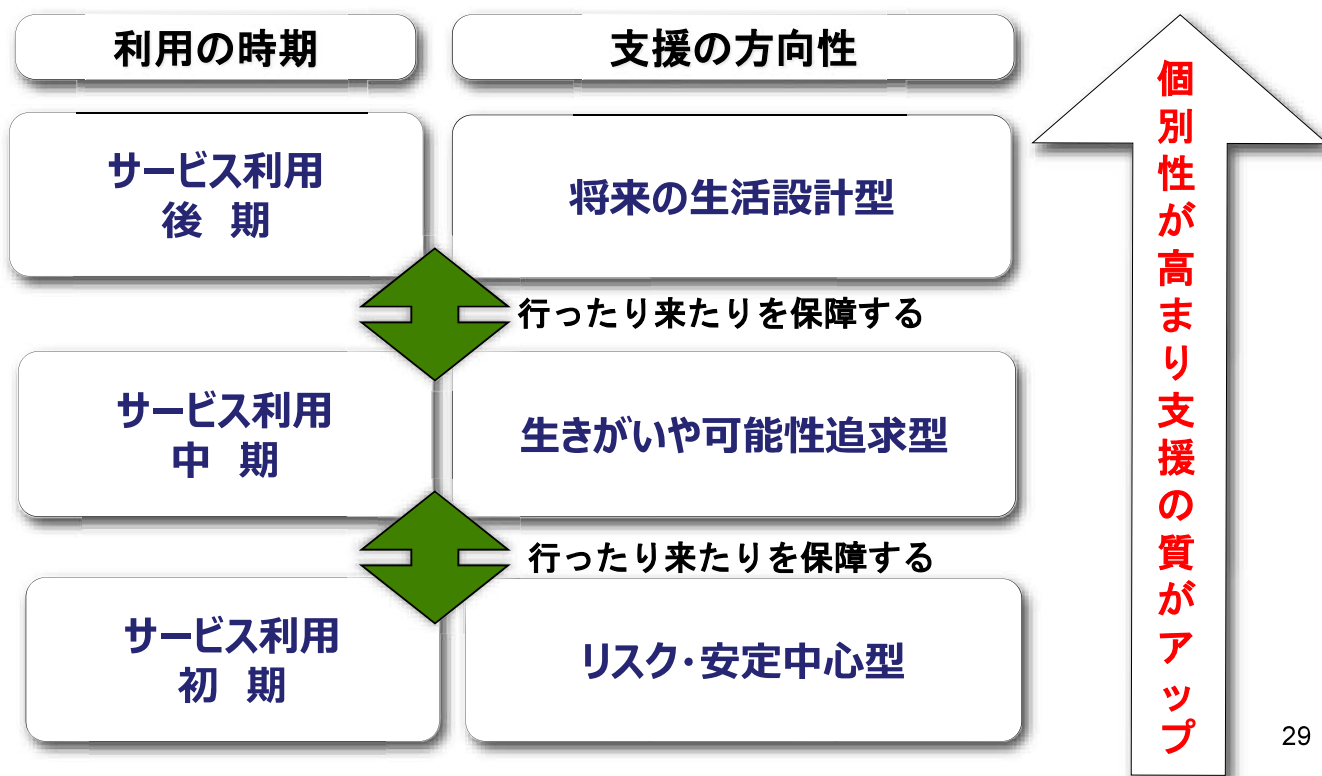 利用の時期
支援の方向性
サービス利用
後 期
将来の生活設計型
行ったり来たりを保障する
サービス利用
中 期
生きがいや可能性追求型
行ったり来たりを保障する
サービス利用
初 期
リスク・安定中心型
個別性が高まり支援の質がアップ
29